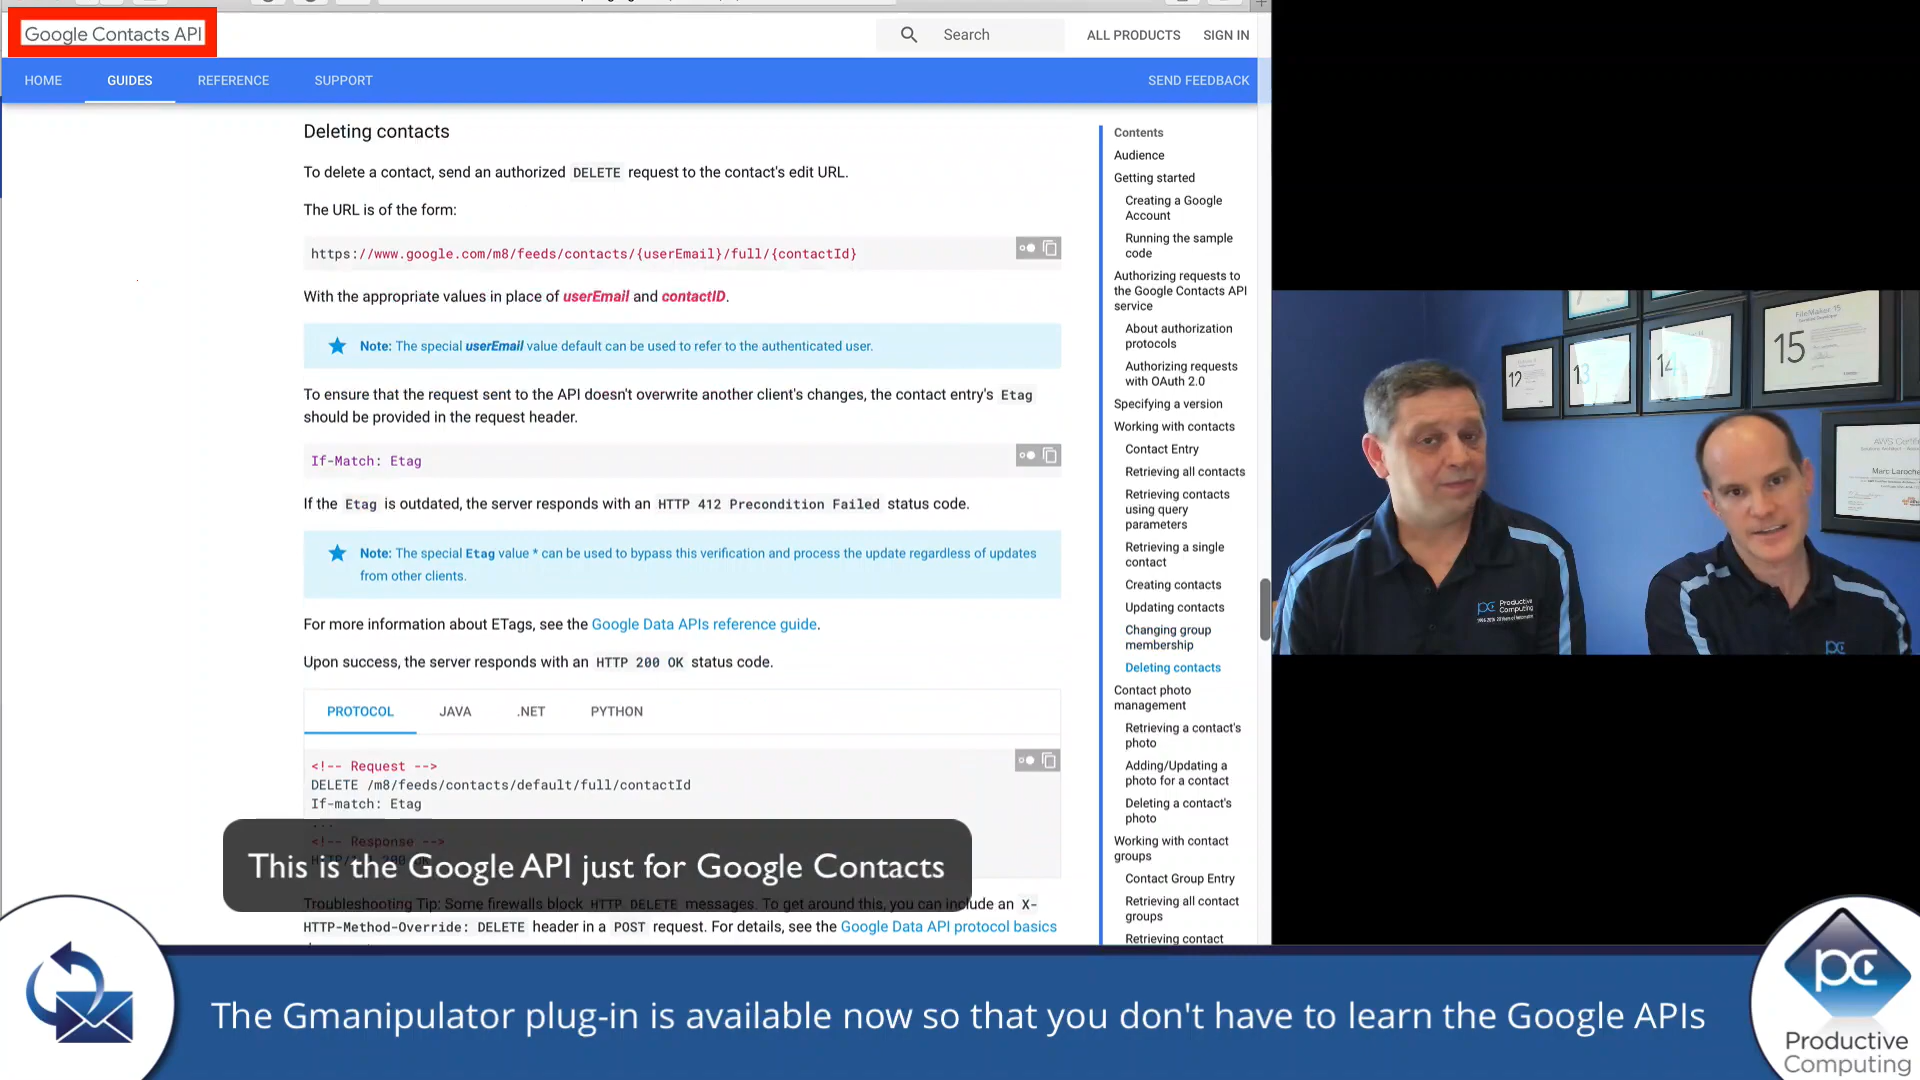 Google Contacts API
Search
ALL PRODUCTS
SIGN IN
HOME
GUIDES
REFERENCE
SUPPORT
SEND FEEDBACK
Deleting contacts
To delete a contact, send an authorized DELETE request to the contact's edit URL.
The URL is of the form:
https://www.google.com/m8/feeds/contacts/{userEmail}/full/{contactId}
With the appropriate values in place of userEmail and contactID.
Note: The special userEmail value default can be used to refer to the authenticated user.
To ensure that the request sent to the API doesn't overwrite another client's changes, the contact entry's Etag
should be provided in the request header.
If-Match: Etag
If the Etag is outdated, the server responds with an HTTP 412 Precondition Failed status code.
Note: The special Etag value * can be used to bypass this verification and process the update regardless of updates
from other clients.
For more information about ETags, see the Google Data APIs reference guide.
Upon success, the server responds with an HTTP 200 OK status code.
PROTOCOL
JAVA
.NET
PYTHON
<!-- Request -->
DELETE /m8/feeds/contacts/default/full/contactId
If-match: Etag
...
<!-- Response -->
This is the Google API just for Google Contacts
Troubleshooting Tip: Some firewalls block HTTP DELETE messages. To get around this, you can include an X-
HTTP-Method-Override: DELETE header in a POST request. For details, see the Google Data API protocol basics
Contents
Audience
Getting started
Creating a Google
Account
Running the sample
code
Authorizing requests to
the Google Contacts API
service
About authorization
protocols
Authorizing requests
with OAuth 2.0
Specifying a version
Working with contacts
Contact Entry
Retrieving all contacts
Retrieving contacts
using query
parameters
Retrieving a single
contact
Creating contacts
Updating contacts
Changing group
membership
Deleting contacts
Contact photo
management
Retrieving a contact's
photo
Adding/Updating a
photo for a contact
Deleting a contact's
photo
Working with contact
groups
Contact Group Entry
Retrieving all contact
groups
Retrieving contact
FileMaker 15
15
14
13
12
AWS Certifie
Marc Laroche
pc Productive
Computing
pc
The Gmanipulator plug-in is available now so that you don't have to learn the Google APIs
pc
Productive
Computing